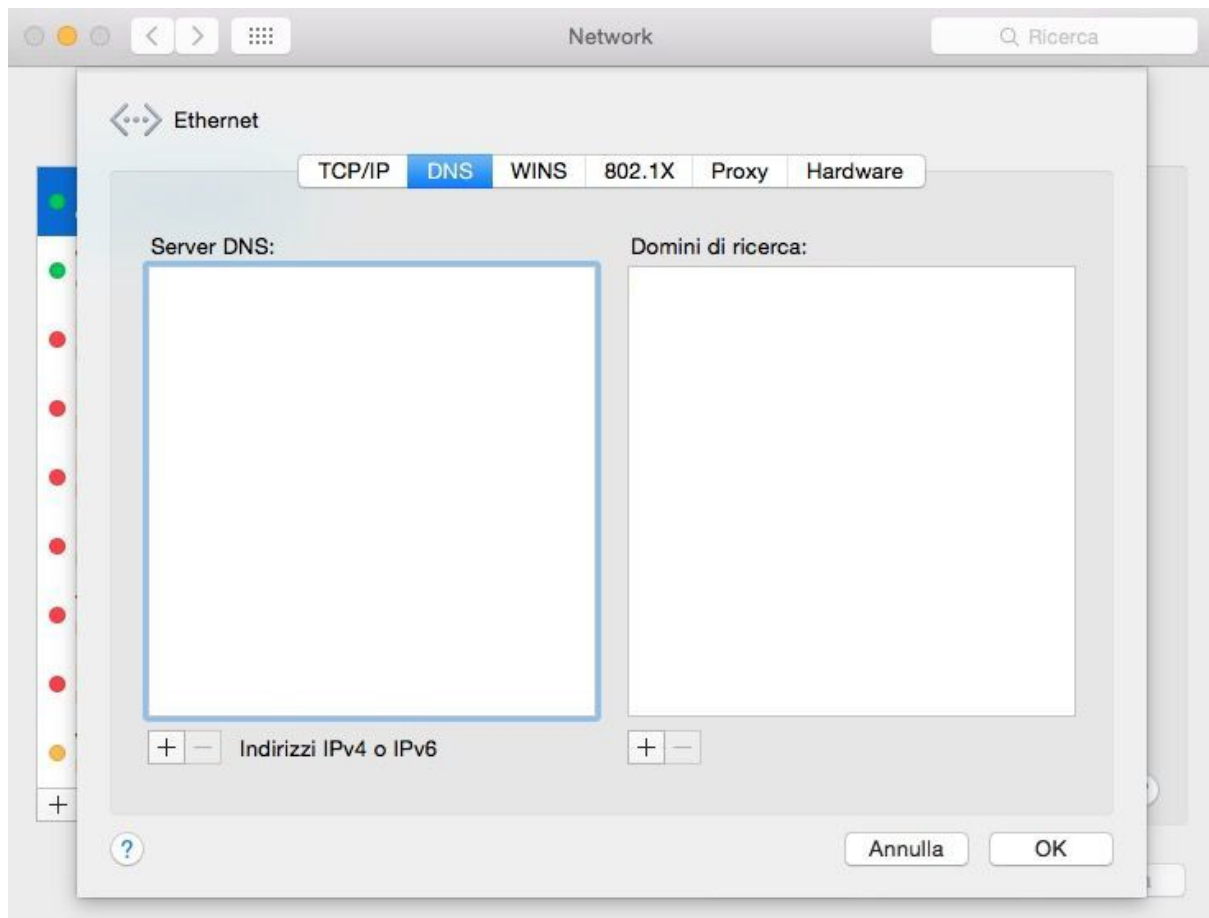 Network
Ricerca
Ethernet
TCP/IP DNS WINS 802.1X Proxy Hardware
Server DNS: Domini di ricerca:
+ − Indirizzi IPv4 o IPv6 + −
+
? Annulla OK